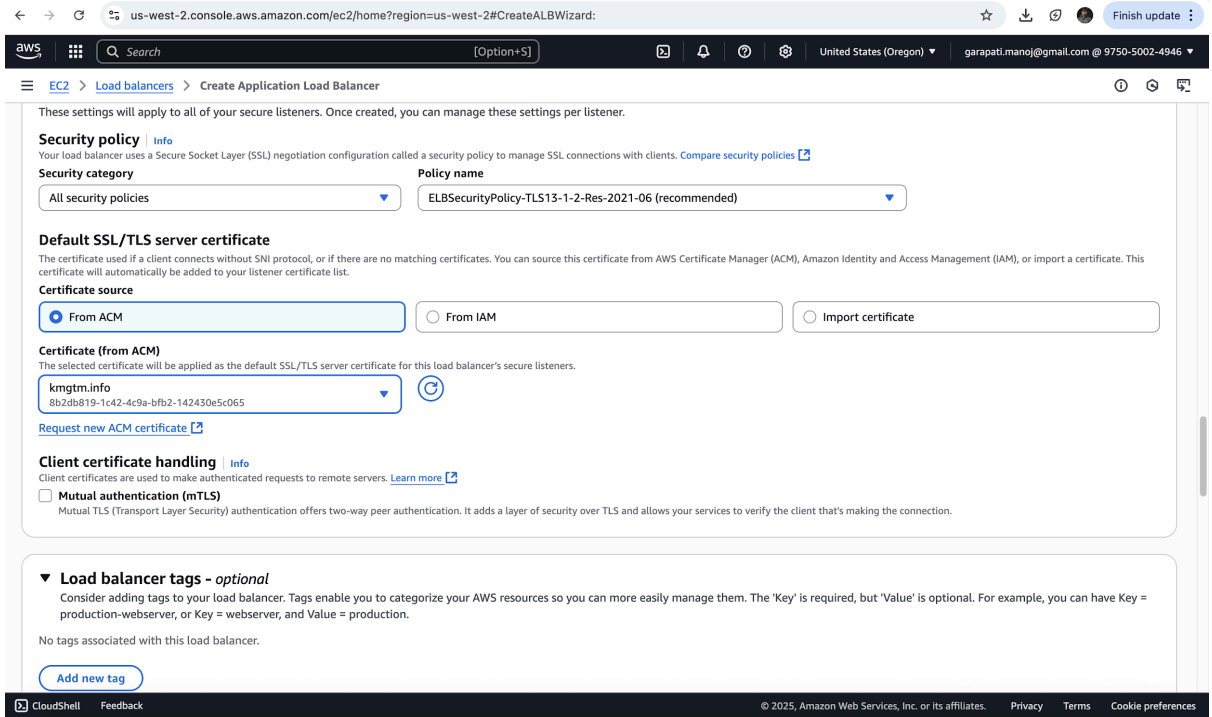 us-west-2.console.aws.amazon.com/ec2/home?region=us-west-2#CreateALBWizard:
Finish update
aws
Search
[Option+S]
United States (Oregon)
garapati.manoj@gmail.com @ 9750-5002-4946
EC2 > Load balancers > Create Application Load Balancer
These settings will apply to all of your secure listeners. Once created, you can manage these settings per listener.
Security policy Info
Your load balancer uses a Secure Socket Layer (SSL) negotiation configuration called a security policy to manage SSL connections with clients. Compare security policies
Security category
Policy name
All security policies
ELBSecurityPolicy-TLS13-1-2-Res-2021-06 (recommended)
Default SSL/TLS server certificate
The certificate used if a client connects without SNI protocol, or if there are no matching certificates. You can source this certificate from AWS Certificate Manager (ACM), Amazon Identity and Access Management (IAM), or import a certificate. This
certificate will automatically be added to your listener certificate list.
Certificate source
From ACM
From IAM
Import certificate
Certificate (from ACM)
The selected certificate will be applied as the default SSL/TLS server certificate for this load balancer's secure listeners.
kmgtm.info
8b2db819-1c42-4c9a-bfb2-142430e5c065
Request new ACM certificate
Client certificate handling Info
Client certificates are used to make authenticated requests to remote servers. Learn more
Mutual authentication (mTLS)
Mutual TLS (Transport Layer Security) authentication offers two-way peer authentication. It adds a layer of security over TLS and allows your services to verify the client that's making the connection.
Load balancer tags - optional
Consider adding tags to your load balancer. Tags enable you to categorize your AWS resources so you can more easily manage them. The 'Key' is required, but 'Value' is optional. For example, you can have Key =
production-webserver, or Key = webserver, and Value = production.
No tags associated with this load balancer.
Add new tag
CloudShell
Feedback
© 2025, Amazon Web Services, Inc. or its affiliates.
Privacy
Terms
Cookie preferences